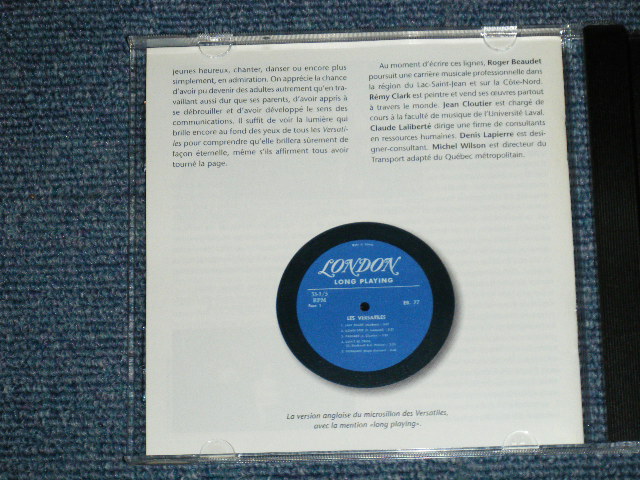 jeunes heureux, chanter, danser ou encore plus
simplement, en admiration. On apprécie la chance
d'avoir pu devenir des adultes autrement qu'en tra-
vaillant aussi dur que ses parents, d'avoir appris à
se débrouiller et d'avoir développé le sens des
communications. Il suffit de voir la lumière qui
brille encore au fond des yeux de tous les Versati-
les pour comprendre qu'elle brillera sûrement de
façon éternelle, même s'ils affirment tous avoir
tourné la page.
Au moment d'écrire ces lignes, Roger Beaudet
poursuit une carrière musicale professionnelle dans
la région du Lac-Saint-Jean et sur la Côte-Nord.
Rémy Clark est peintre et vend ses œuvres partout
à travers le monde. Jean Cloutier est chargé de
cours à la faculté de musique de l'Université Laval.
Claude Laliberté dirige une firme de consultants
en ressources humaines. Denis Lapierre est desi-
gner-consultant. Michel Wilson est directeur du
Transport adapté du Québec métropolitain.
LONDON
LONG PLAYING
33-1/3
LES VERSATILES
La version anglaise du microsillon des Versatiles,
avec la mention «long playing».